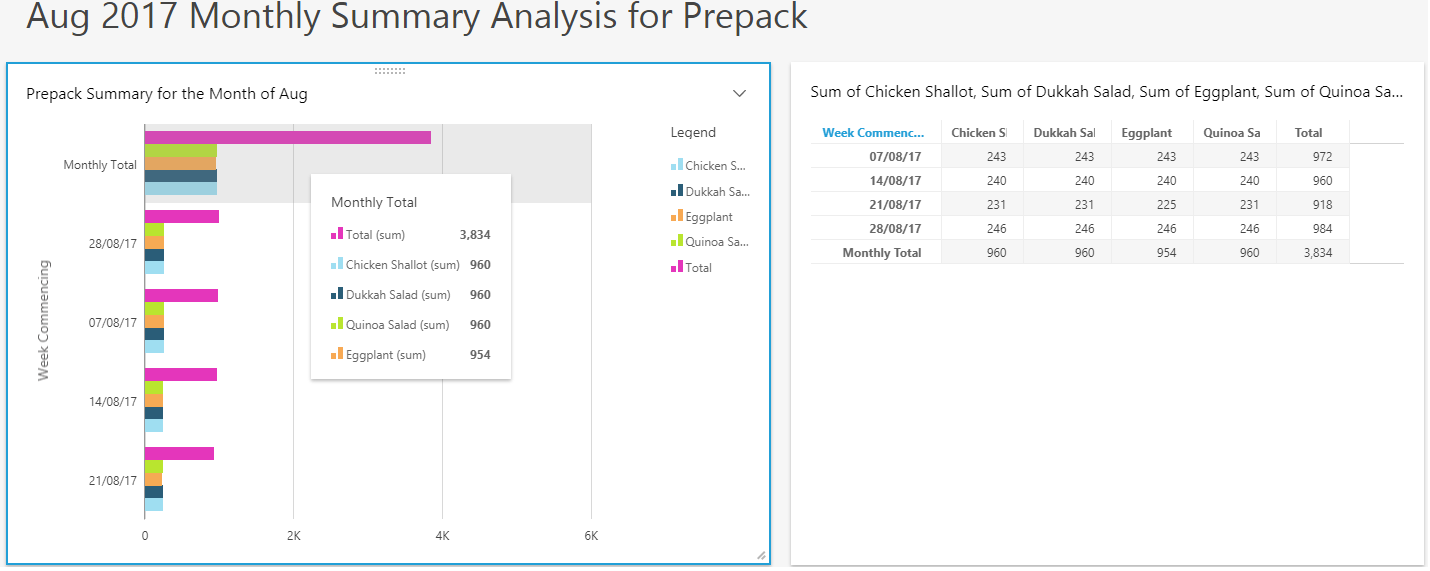 Aug 2017 Monthly Summary Analysis for Prepack
Prepack Summary for the Month of Aug
Week Commencing
Monthly Total
28/08/17
07/08/17
14/08/17
21/08/17
0 2K 4K 6K
Monthly Total
Total (sum) 3,834
Chicken Shallot (sum) 960
Dukkah Salad (sum) 960
Quinoa Salad (sum) 960
Eggplant (sum) 954
Legend
Chicken S...
Dukkah Sa...
Eggplant
Quinoa Sa...
Total
Sum of Chicken Shallot, Sum of Dukkah Salad, Sum of Eggplant, Sum of Quinoa Sa...
Week Commenc... Chicken S Dukkah Sal Eggplant Quinoa Sa Total
07/08/17 243 243 243 243 972
14/08/17 240 240 240 240 960
21/08/17 231 231 225 231 918
28/08/17 246 246 246 246 984
Monthly Total 960 960 954 960 3,834